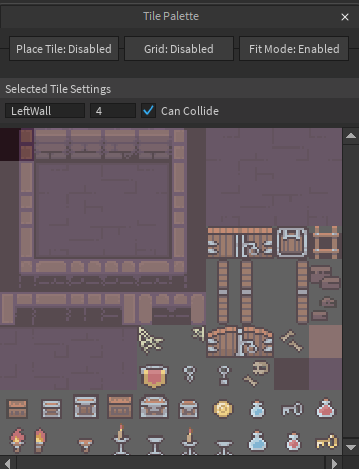 Tile Palette
Place Tile: Disabled Grid: Disabled Fit Mode: Enabled
Selected Tile Settings
LeftWall 4 Can Collide